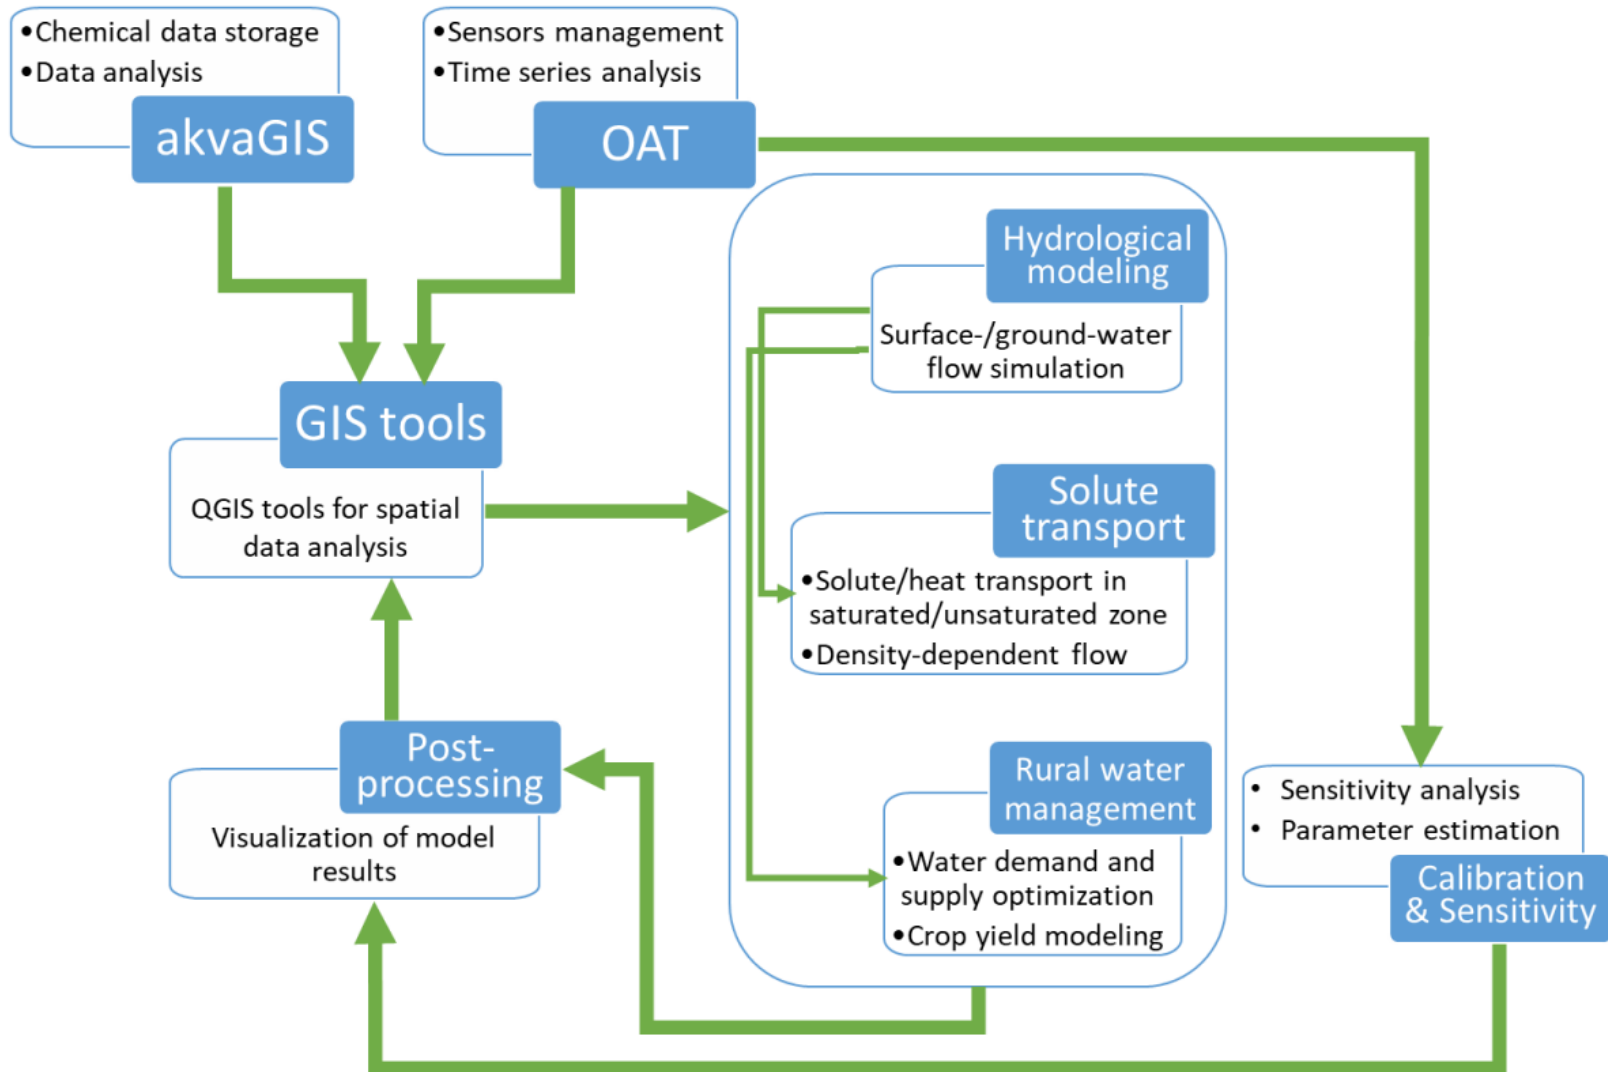 •Chemical data storage
•Data analysis
akvaGIS
•Sensors management
•Time series analysis
OAT
Hydrological
modeling
Surface-/ground-water
flow simulation
GIS tools
QGIS tools for spatial
data analysis
Solute
transport
•Solute/heat transport in
saturated/unsaturated zone
•Density-dependent flow
Post-
processing
Visualization of model
results
Rural water
management
•Water demand and
supply optimization
•Crop yield modeling
• Sensitivity analysis
• Parameter estimation
Calibration
& Sensitivity